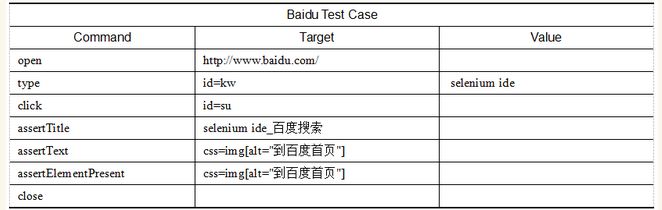 Baidu Test Case
Command Target Value
open http://www.baidu.com/
type id=kw selenium ide
click id=su
assertTitle selenium ide_百度搜索
assertText css=img[alt="到百度首页"]
assertElementPresent css=img[alt="到百度首页"]
close